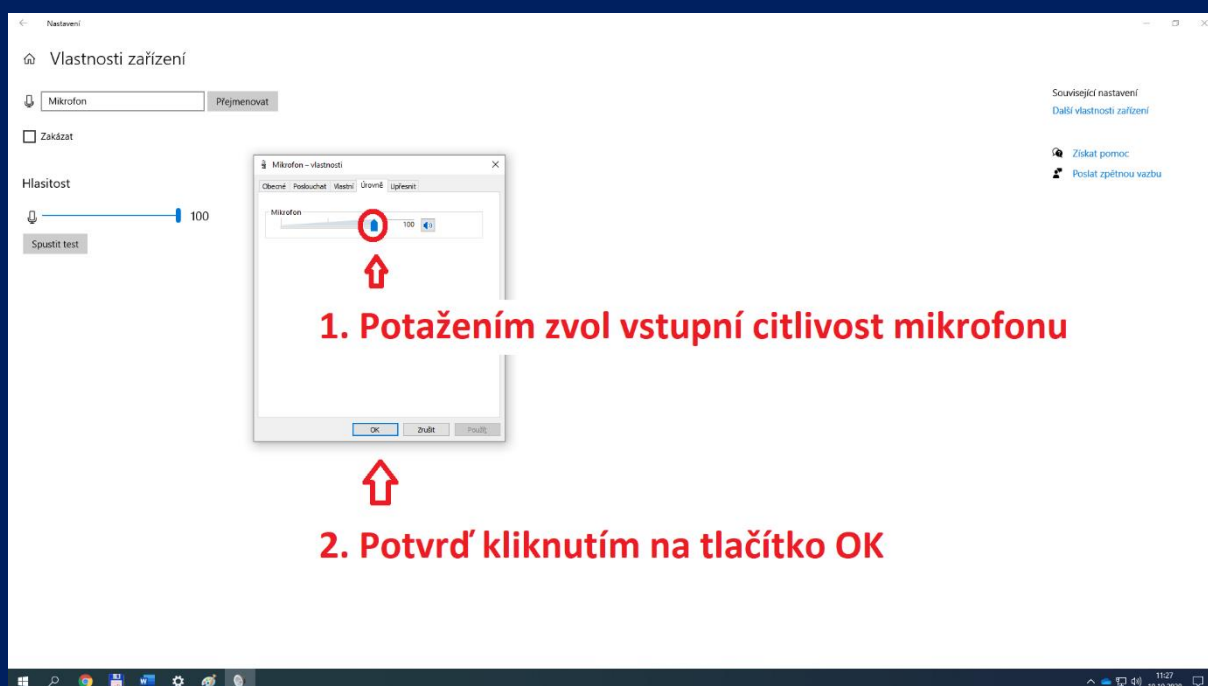 Nastavení
Vlastnosti zařízení
Mikrofon
Přejmenovat
Zakázat
Hlasitost
100
Spustit test
Související nastavení
Další vlastnosti zařízení
Získat pomoc
Poslat zpětnou vazbu
Mikrofon – vlastnosti
Obecné Poslouchat Vlastní Úrovně Upřesnit
Mikrofon
100
1. Potažením zvol vstupní citlivost mikrofonu
OK Zrušit Použít
2. Potvrď kliknutím na tlačítko OK
11:27